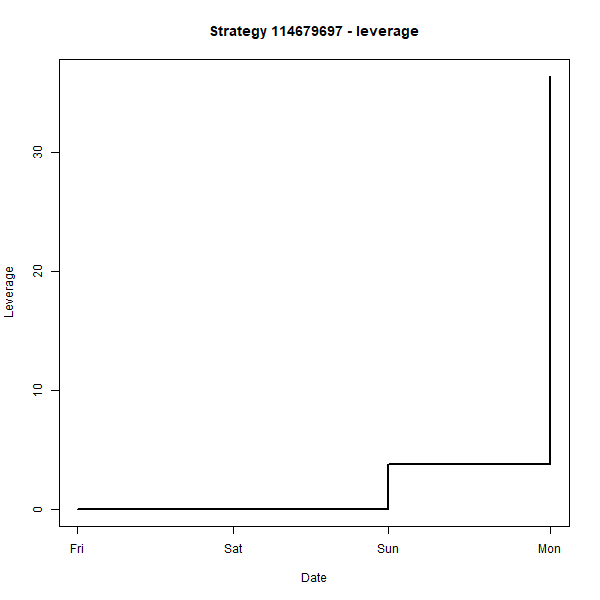 Strategy 114679697 - leverage
Leverage
30
20
10
0
Fri Sat Sun Mon
Date